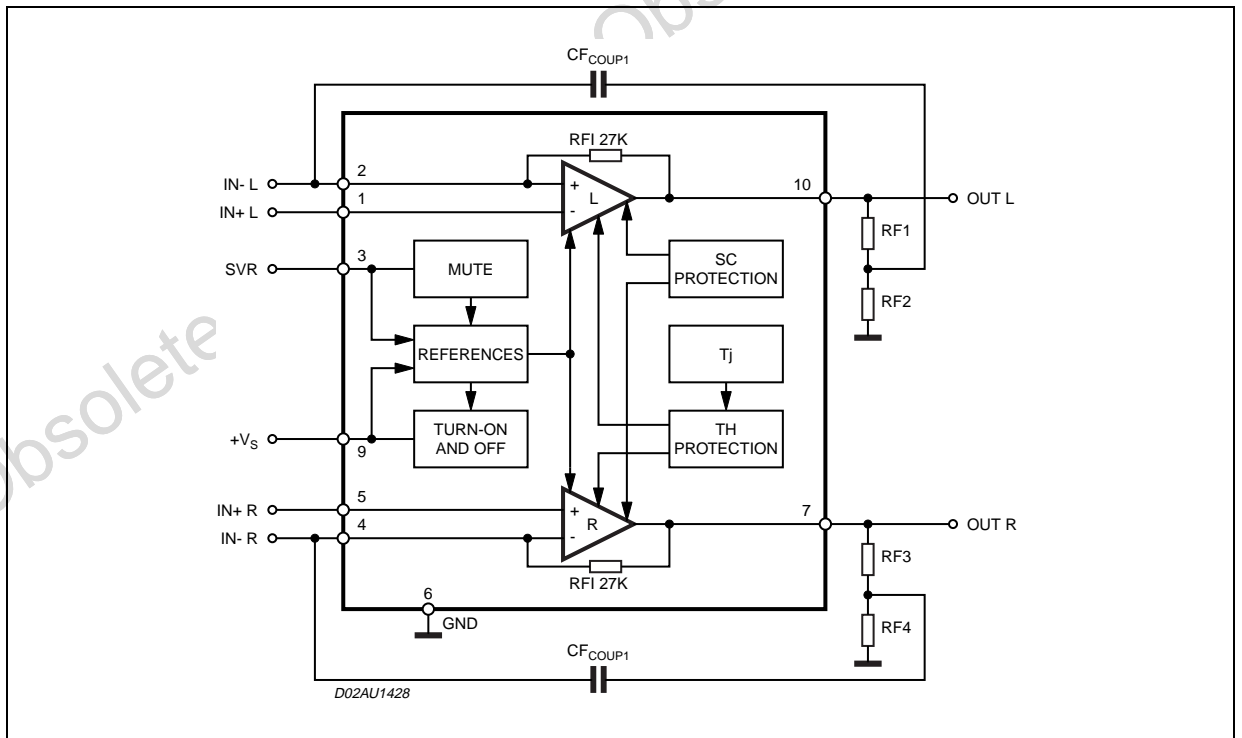 CF_COUP1
RFI 27K
IN- L
2
+
L
10
OUT L
IN+ L
1
-
RF1
SVR
3
MUTE
SC
PROTECTION
RF2
REFERENCES
Tj
+V_S
9
TURN-ON
AND OFF
TH
PROTECTION
IN+ R
5
+
R
7
OUT R
IN- R
4
-
RFI 27K
RF3
6
GND
RF4
CF_COUP1
D02AU1428
Obsolete